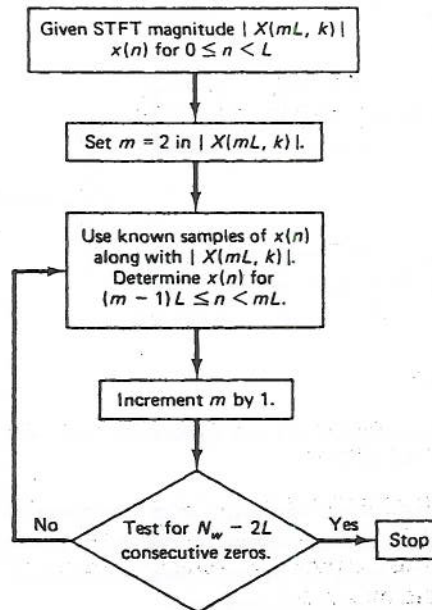 Given STFT magnitude | X(mL, k) |
x(n) for 0 ≤ n < L
Set m = 2 in | X(mL, k) |.
Use known samples of x(n)
along with | X(mL, k) |.
Determine x(n) for
(m − 1) L ≤ n < mL.
Increment m by 1.
No
Test for N_w − 2L
consecutive zeros.
Yes
Stop